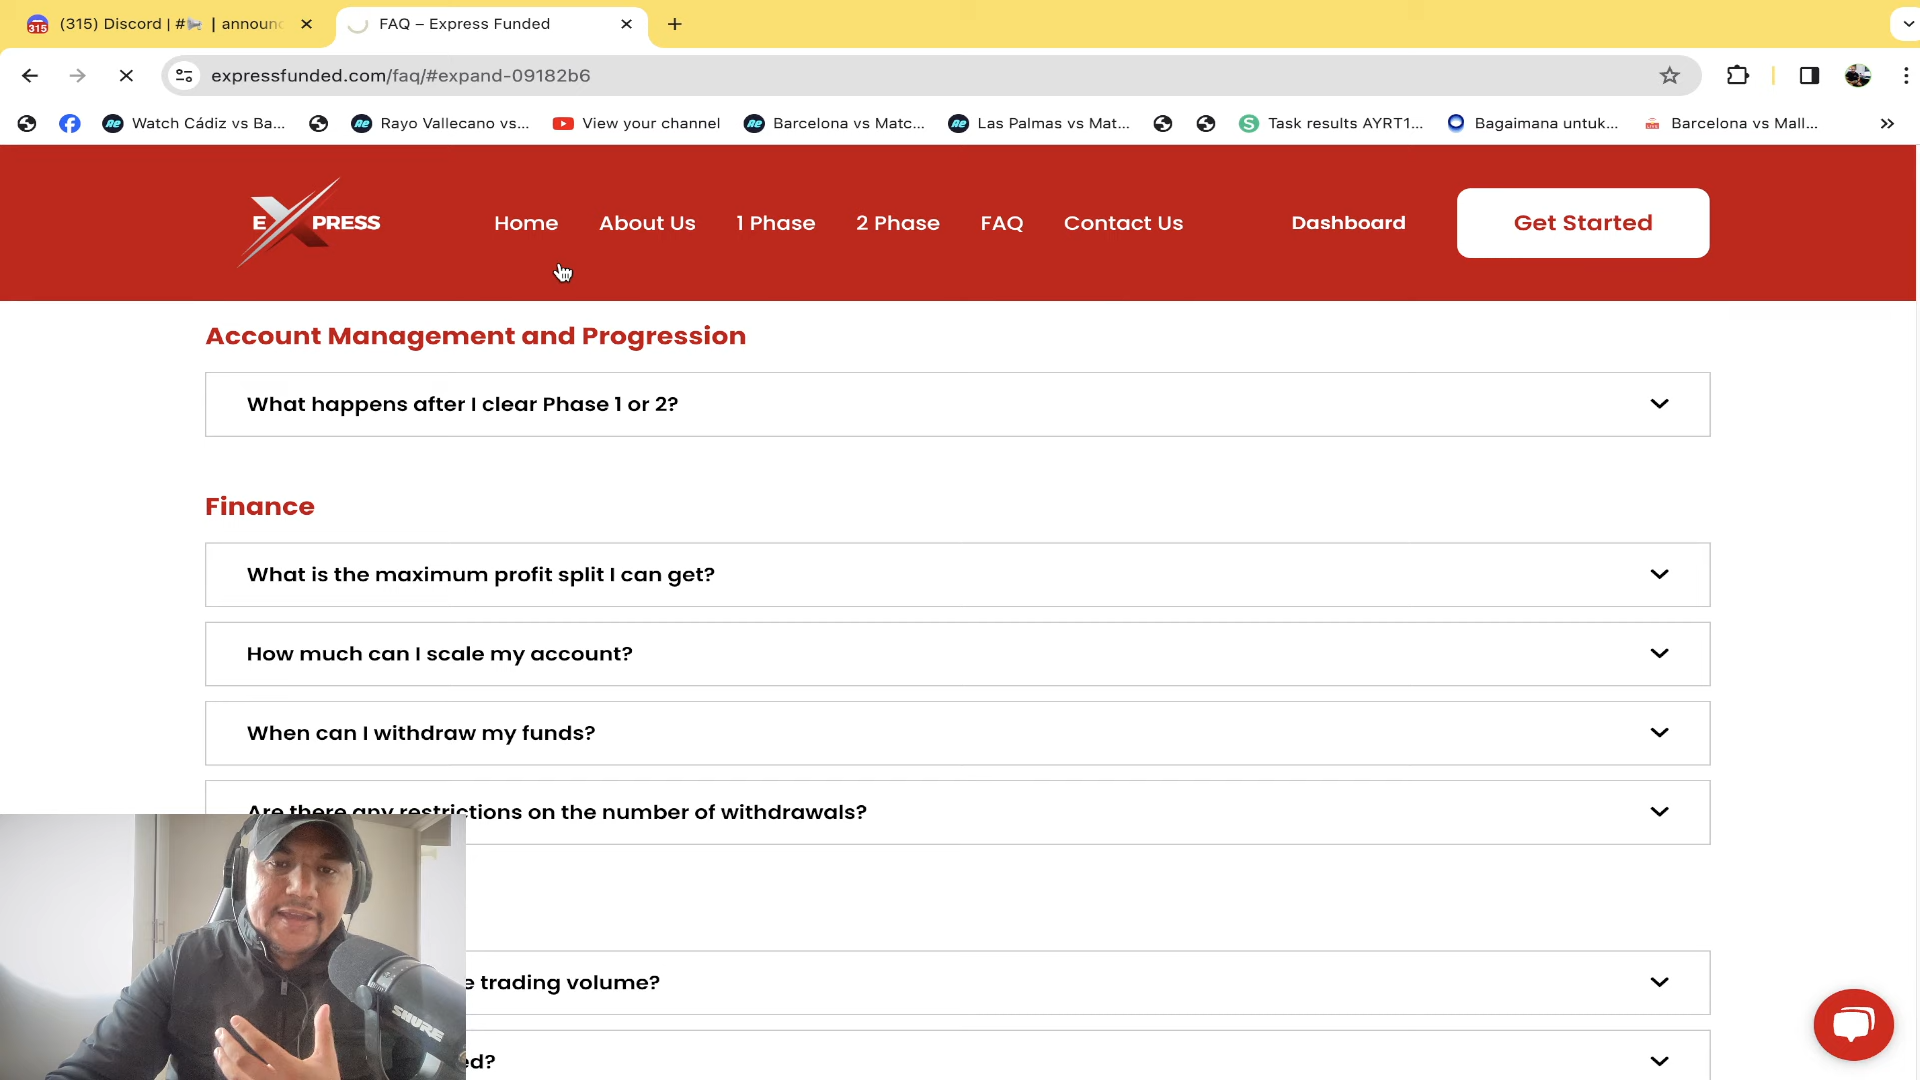 315 (315) Discord | # | announc FAQ – Express Funded
expressfunded.com/faq/#expand-09182b6
Watch Cádiz vs Ba... Rayo Vallecano vs... View your channel Barcelona vs Matc... Las Palmas vs Mat... Task results AYRT1... Bagaimana untuk... Barcelona vs Mall...
EXPRESS Home About Us 1 Phase 2 Phase FAQ Contact Us Dashboard Get Started
Account Management and Progression
What happens after I clear Phase 1 or 2?
Finance
What is the maximum profit split I can get?
How much can I scale my account?
When can I withdraw my funds?
Are there any restrictions on the number of withdrawals?
e trading volume?
ed?
SHURE